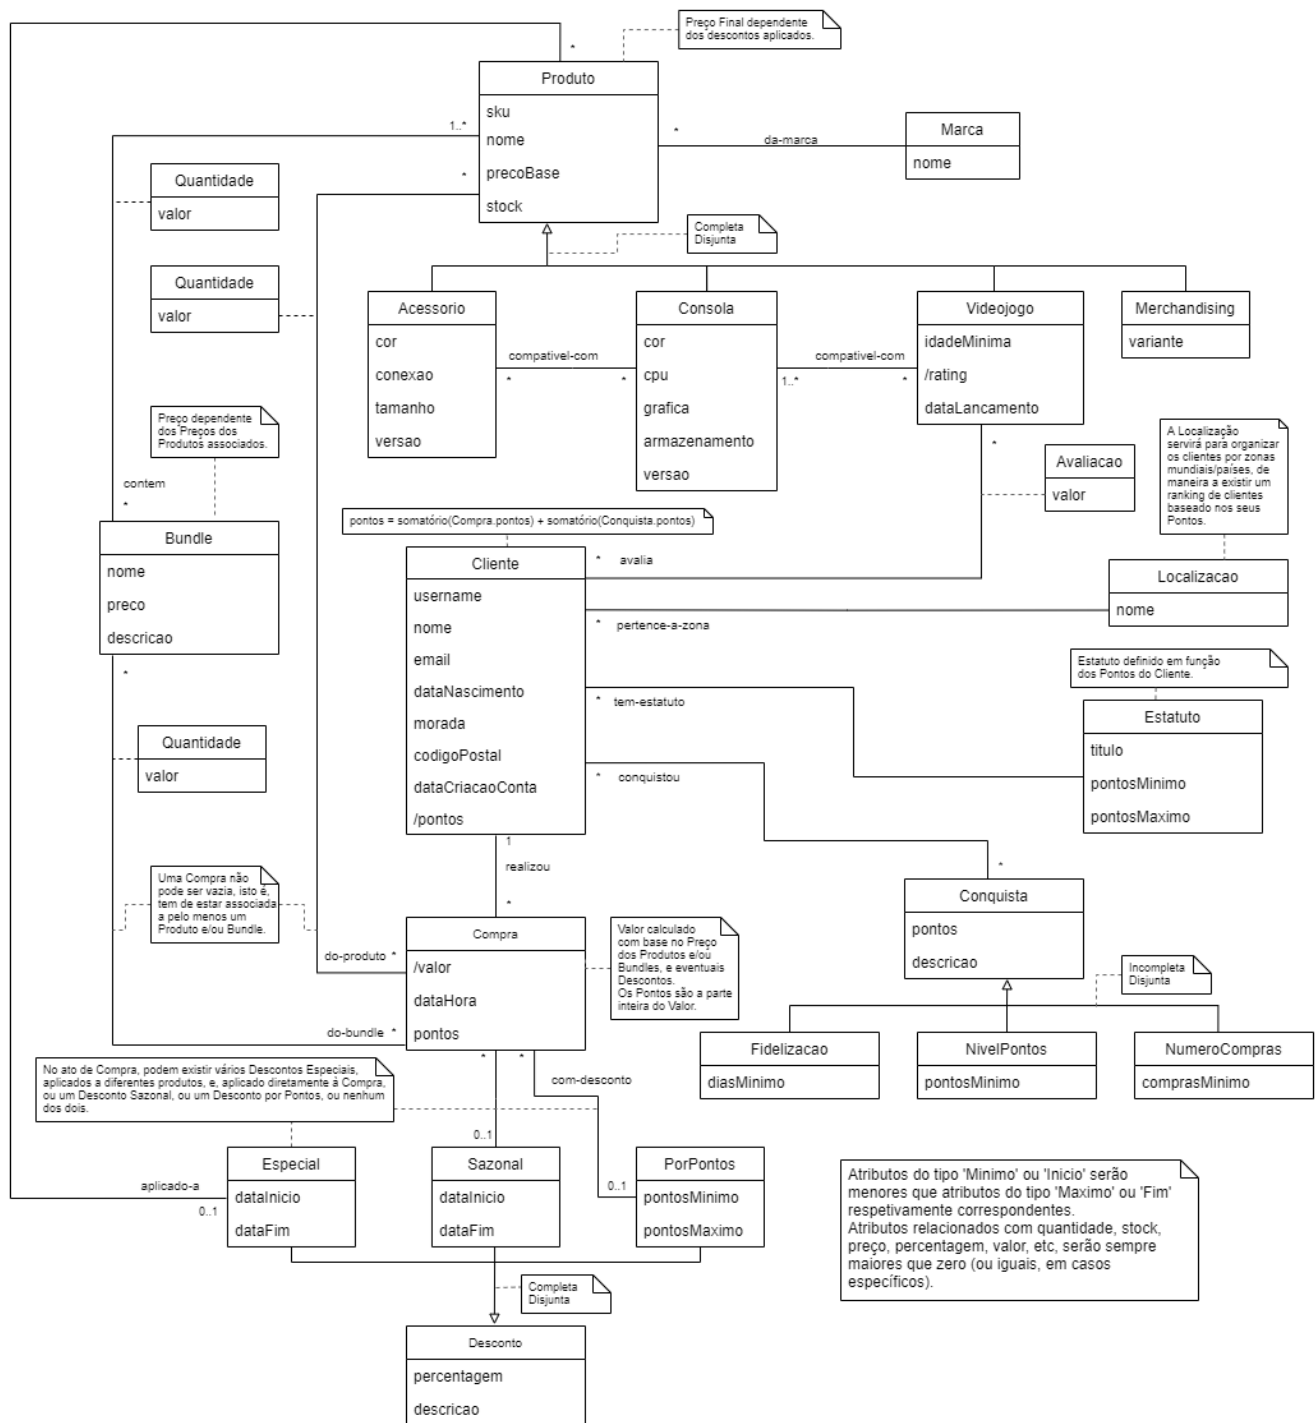 Preço Final dependente
dos descontos aplicados.
*
Produto
sku
nome
precoBase
stock
1..*
*
*
da-marca
Marca
nome
Quantidade
valor
Quantidade
valor
Completa
Disjunta
Acessorio
cor
conexao
tamanho
versao
compativel-com
*
*
Consola
cor
cpu
grafica
armazenamento
versao
compativel-com
1..*
*
Videojogo
idadeMinima
/rating
dataLancamento
*
Merchandising
variante
Preço dependente
dos Preços dos
Produtos associados.
contem
*
Avaliacao
valor
A Localização
servirá para organizar
os clientes por zonas
mundiais/países, de
maneira a existir um
ranking de clientes
baseado nos seus
Pontos.
Bundle
nome
preco
descricao
*
pontos = somatório(Compra.pontos) + somatório(Conquista.pontos)
Cliente
username
nome
email
dataNascimento
morada
codigoPostal
dataCriacaoConta
/pontos
*
avalia
*
pertence-a-zona
Localizacao
nome
*
tem-estatuto
Estatuto definido em função
dos Pontos do Cliente.
Estatuto
titulo
pontosMinimo
pontosMaximo
*
conquistou
*
Quantidade
valor
1
realizou
*
Uma Compra não
pode ser vazia, isto é,
tem de estar associada
a pelo menos um
Produto e/ou Bundle.
do-produto
*
do-bundle
*
Compra
/valor
dataHora
pontos
*
*
Valor calculado
com base no Preço
dos Produtos e/ou
Bundles, e eventuais
Descontos.
Os Pontos são a parte
inteira do Valor.
Conquista
pontos
descricao
Incompleta
Disjunta
Fidelizacao
diasMinimo
NivelPontos
pontosMinimo
NumeroCompras
comprasMinimo
No ato de Compra, podem existir vários Descontos Especiais,
aplicados a diferentes produtos, e, aplicado diretamente á Compra,
ou um Desconto Sazonal, ou um Desconto por Pontos, ou nenhum
dos dois.
com-desconto
0..1
0..1
aplicado-a
0..1
Especial
dataInicio
dataFim
Sazonal
dataInicio
dataFim
PorPontos
pontosMinimo
pontosMaximo
Completa
Disjunta
Desconto
percentagem
descricao
Atributos do tipo 'Minimo' ou 'Inicio' serão
menores que atributos do tipo 'Maximo' ou 'Fim'
respetivamente correspondentes.
Atributos relacionados com quantidade, stock,
preço, percentagem, valor, etc, serão sempre
maiores que zero (ou iguais, em casos
específicos).